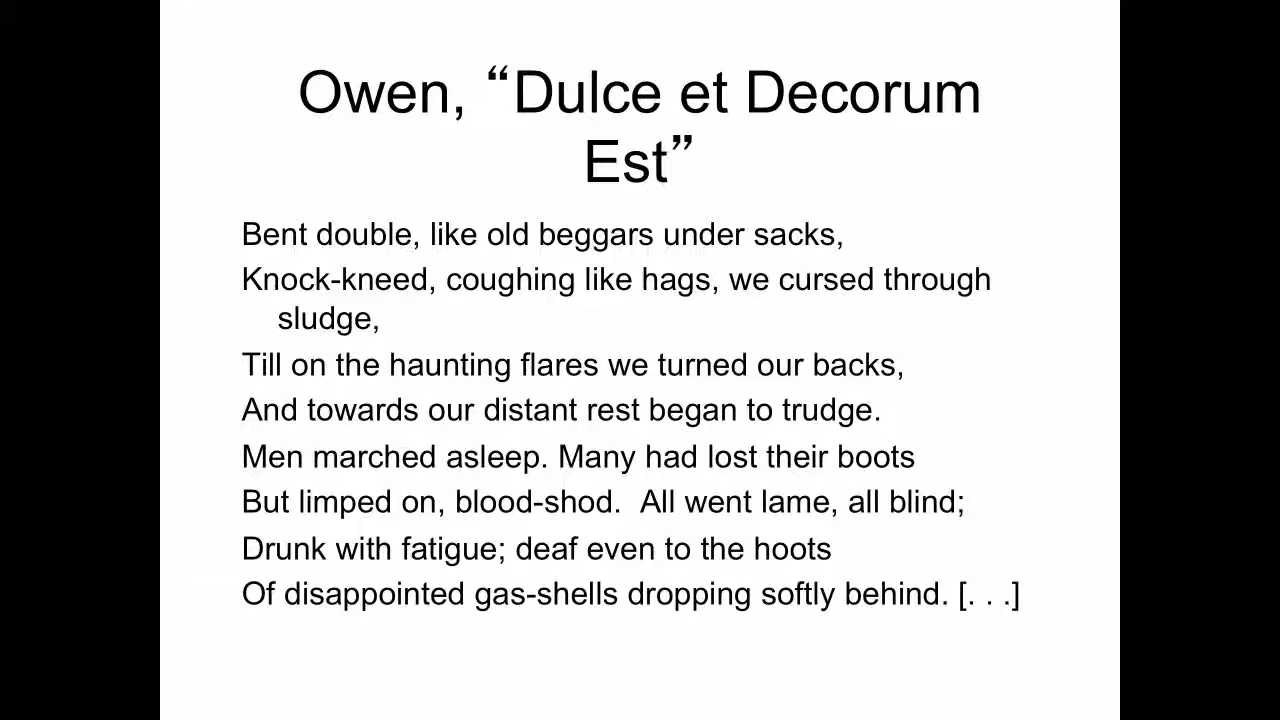 Owen, “Dulce et Decorum
Est”
Bent double, like old beggars under sacks,
Knock-kneed, coughing like hags, we cursed through
sludge,
Till on the haunting flares we turned our backs,
And towards our distant rest began to trudge.
Men marched asleep. Many had lost their boots
But limped on, blood-shod.  All went lame, all blind;
Drunk with fatigue; deaf even to the hoots
Of disappointed gas-shells dropping softly behind. [. . .]